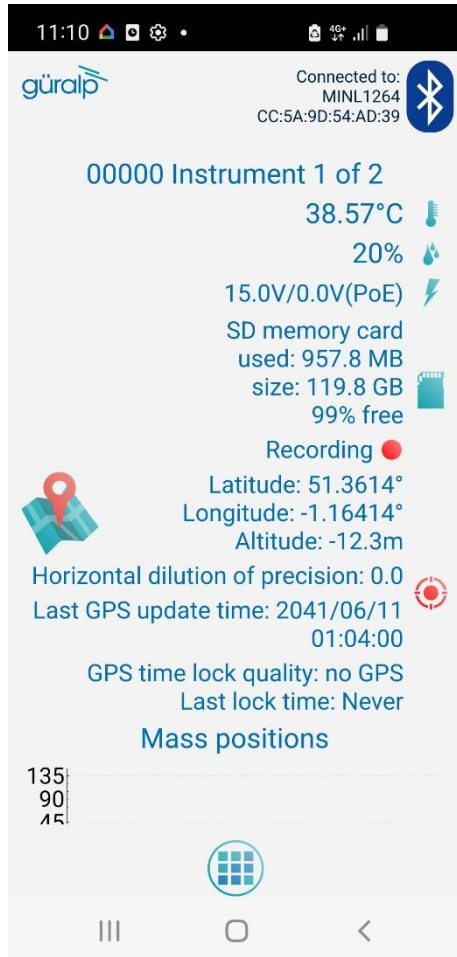 11:10
4G+
güralp
Connected to:
MINL1264
CC:5A:9D:54:AD:39
00000 Instrument 1 of 2
38.57°C
20%
15.0V/0.0V(PoE)
SD memory card
used: 957.8 MB
size: 119.8 GB
99% free
Recording
Latitude: 51.3614°
Longitude: -1.16414°
Altitude: -12.3m
Horizontal dilution of precision: 0.0
Last GPS update time: 2041/06/11
01:04:00
GPS time lock quality: no GPS
Last lock time: Never
Mass positions
135
90
45